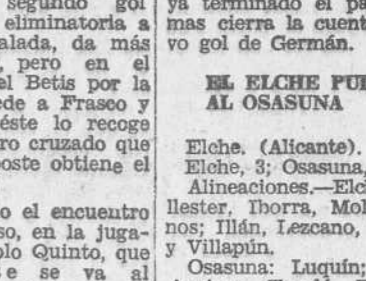 segundo gol
eliminatoria a
alada, da más
, pero en el
el Betis por la
ede a Frasco y
éste lo recoge
ro cruzado que
oste obtiene el
o el encuentro
so, en la juga-
olo Quinto, que
se va al
ya terminado el pa
mas cierra la cuent
vo gol de Germán.
EL ELCHE PUE
AL OSASUNA
Elche. (Alicante).
Elche, 3; Osasuna,
Alineaciones.—Elc
llester, Iborra, Mol
nos; Illán, Lezcano,
y Villapún.
Osasuna: Luquín;